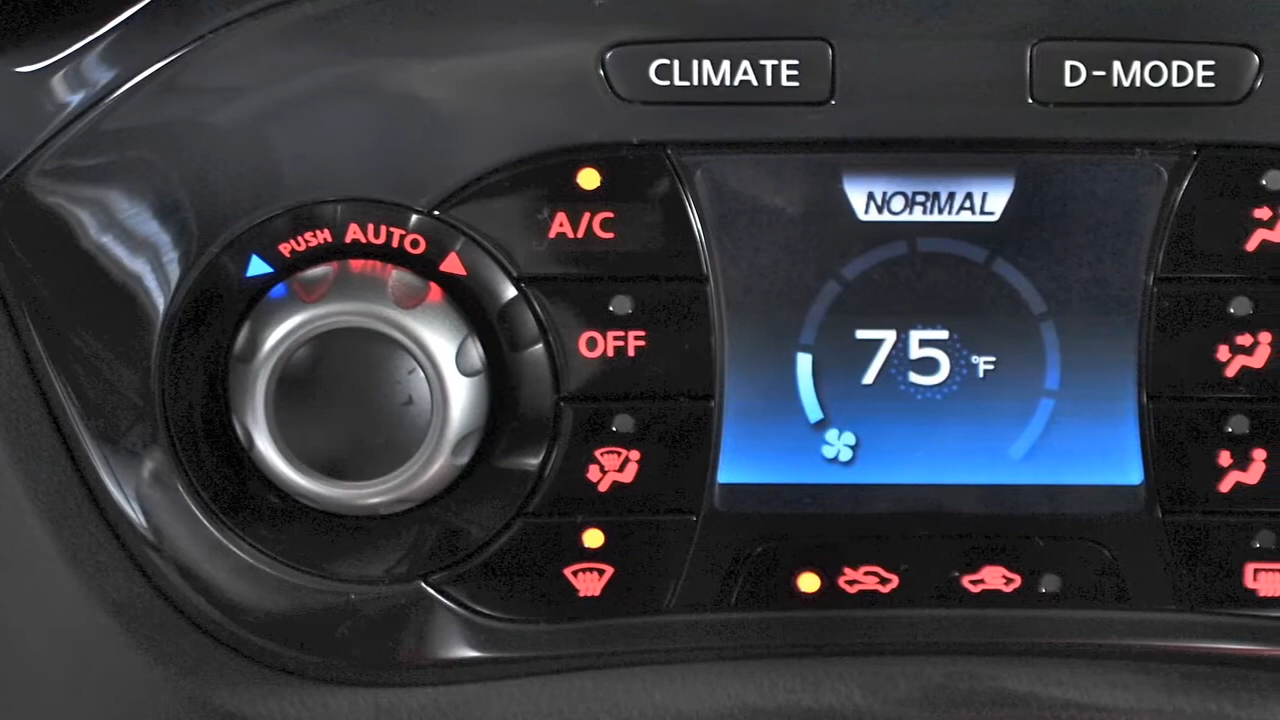 CLIMATE
D-MODE
NORMAL
A/C
PUSH AUTO
OFF
75 °F